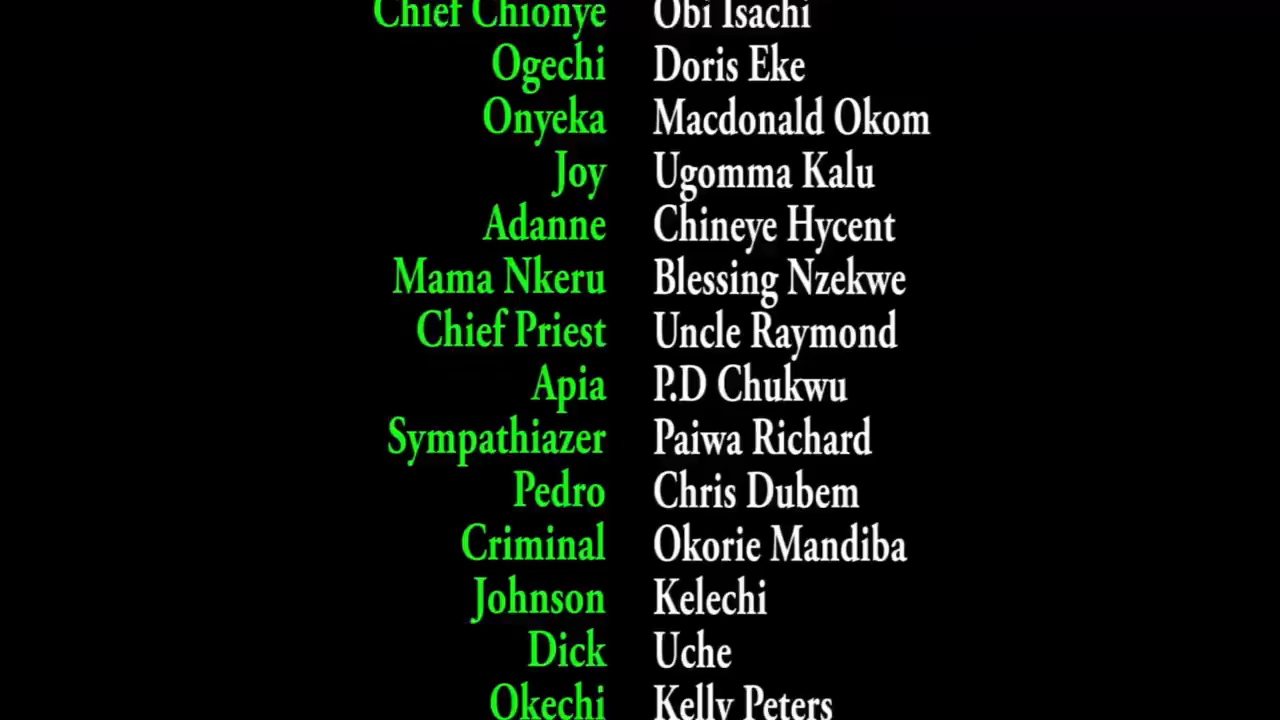 Chief Chionye Obi Isachi
Ogechi Doris Eke
Onyeka Macdonald Okom
Joy Ugomma Kalu
Adanne Chineye Hycent
Mama Nkeru Blessing Nzekwe
Chief Priest Uncle Raymond
Apia P.D Chukwu
Sympathiazer Paiwa Richard
Pedro Chris Dubem
Criminal Okorie Mandiba
Johnson Kelechi
Dick Uche
Okechi Kelly Peters